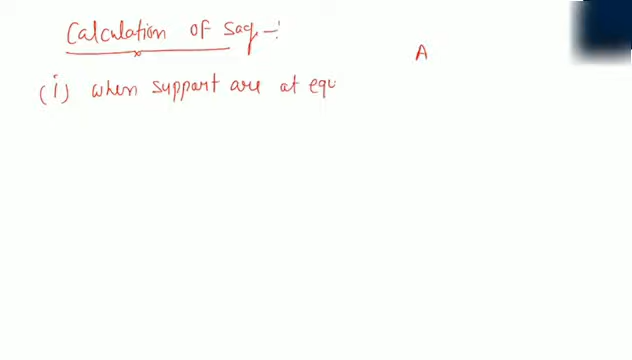 Calculation of Sag :-
A
(i) when support are at equ